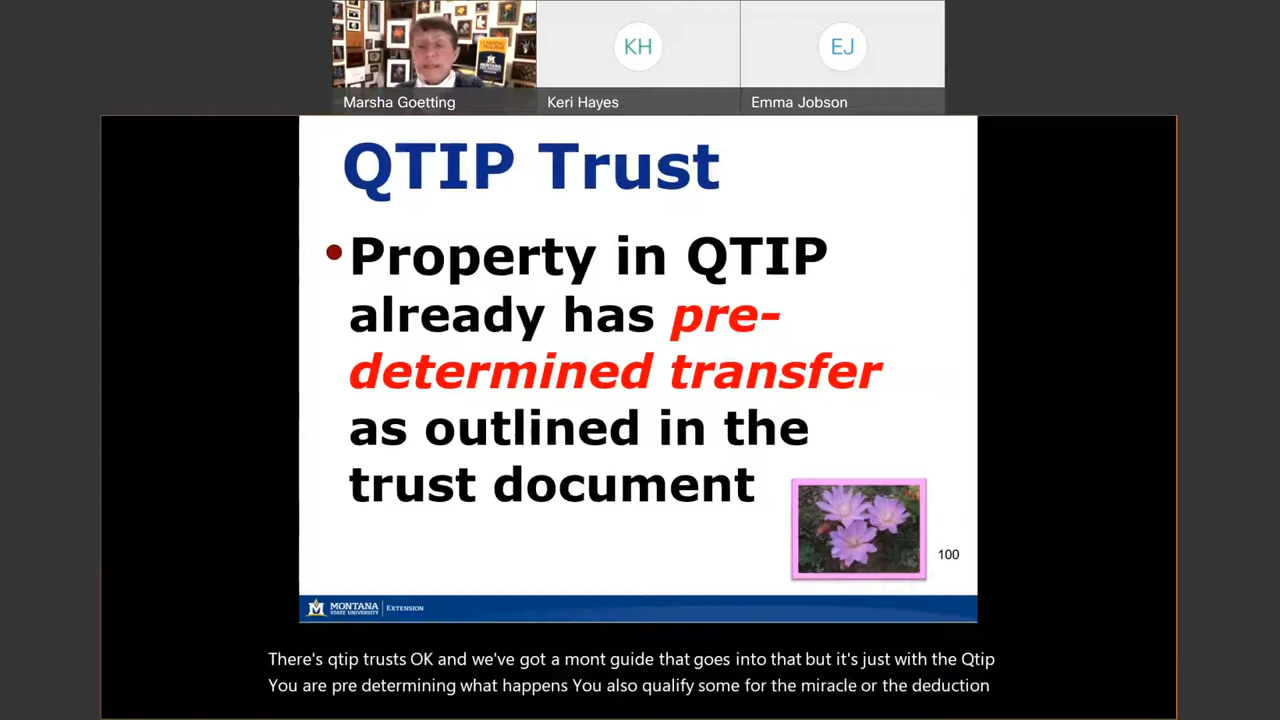 KH
EJ
Marsha Goetting
Keri Hayes
Emma Jobson
QTIP Trust
•Property in QTIP
already has pre-
determined transfer
as outlined in the
trust document
100
MONTANA
STATE UNIVERSITY
EXTENSION
There's qtip trusts OK and we've got a mont guide that goes into that but it's just with the Qtip
You are pre determining what happens You also qualify some for the miracle or the deduction